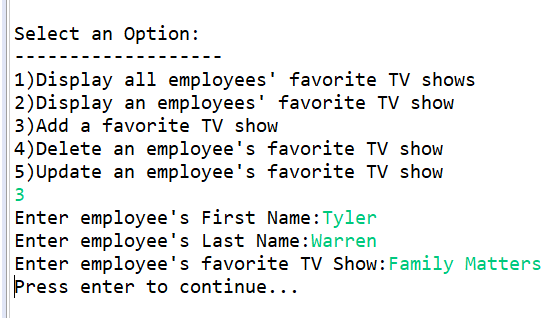 Select an Option:
-------------------
1)Display all employees' favorite TV shows
2)Display an employees' favorite TV show
3)Add a favorite TV show
4)Delete an employee's favorite TV show
5)Update an employee's favorite TV show
3
Enter employee's First Name:Tyler
Enter employee's Last Name:Warren
Enter employee's favorite TV Show:Family Matters
Press enter to continue...